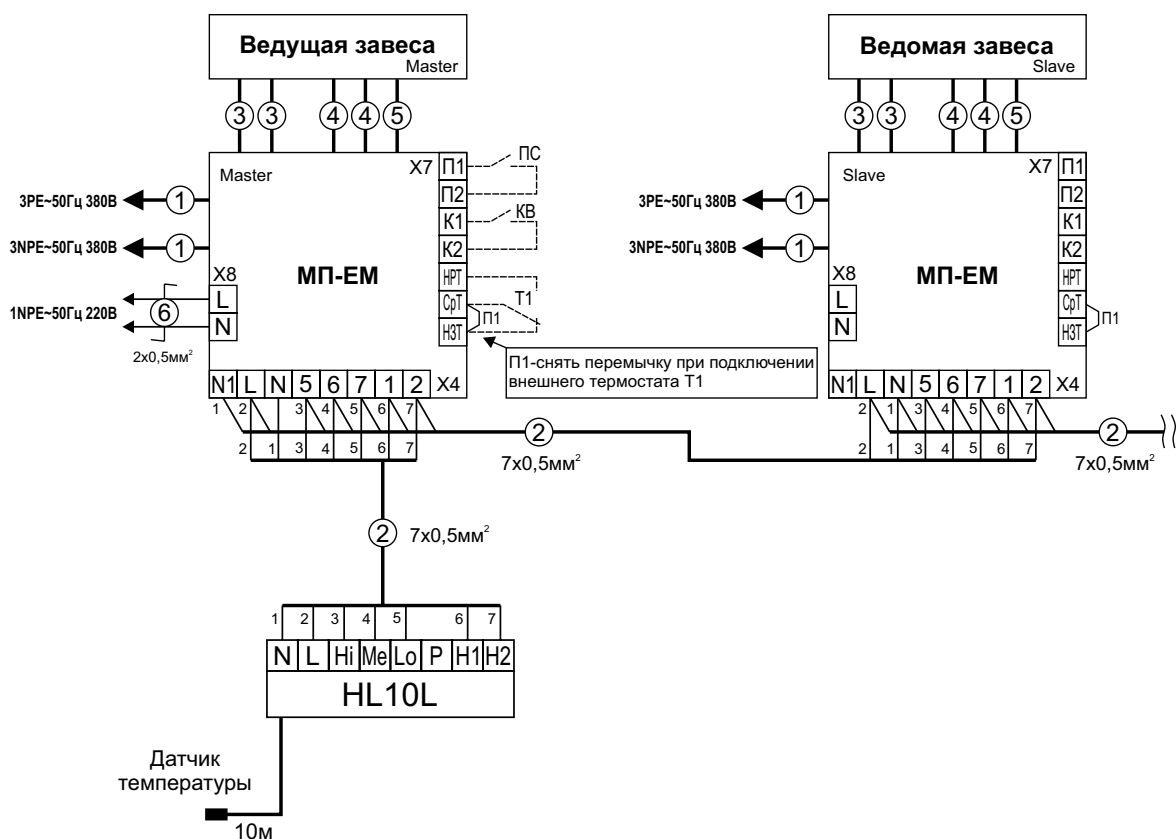 Ведущая завеса
Master
Ведомая завеса
Slave
3 3 4 4 5
3 3 4 4 5
Master
X7
П1
П2
К1
К2
НРТ
СрТ
НЗТ
ПС
КВ
Т1
П1
3PE~50Гц 380В
1
3NPE~50Гц 380В
1
X8
L
N
МП-ЕМ
1NPE~50Гц 220В
6
2x0,5мм²
П1-снять перемычку при подключении
внешнего термостата Т1
N1 L N 5 6 7 1 2 X4
1 2 3 4 5 6 7
2 1 3 4 5 6 7
2
7x0,5мм²
Slave
X7
П1
П2
К1
К2
НРТ
СрТ
НЗТ
П1
3PE~50Гц 380В
1
3NPE~50Гц 380В
1
X8
L
N
МП-ЕМ
N1 L N 5 6 7 1 2 X4
2 1 3 4 5 6 7
2 1 3 4 5 6 7
2
7x0,5мм²
2
7x0,5мм²
1 2 3 4 5 6 7
N L Hi Me Lo P H1 H2
HL10L
Датчик
температуры
10м